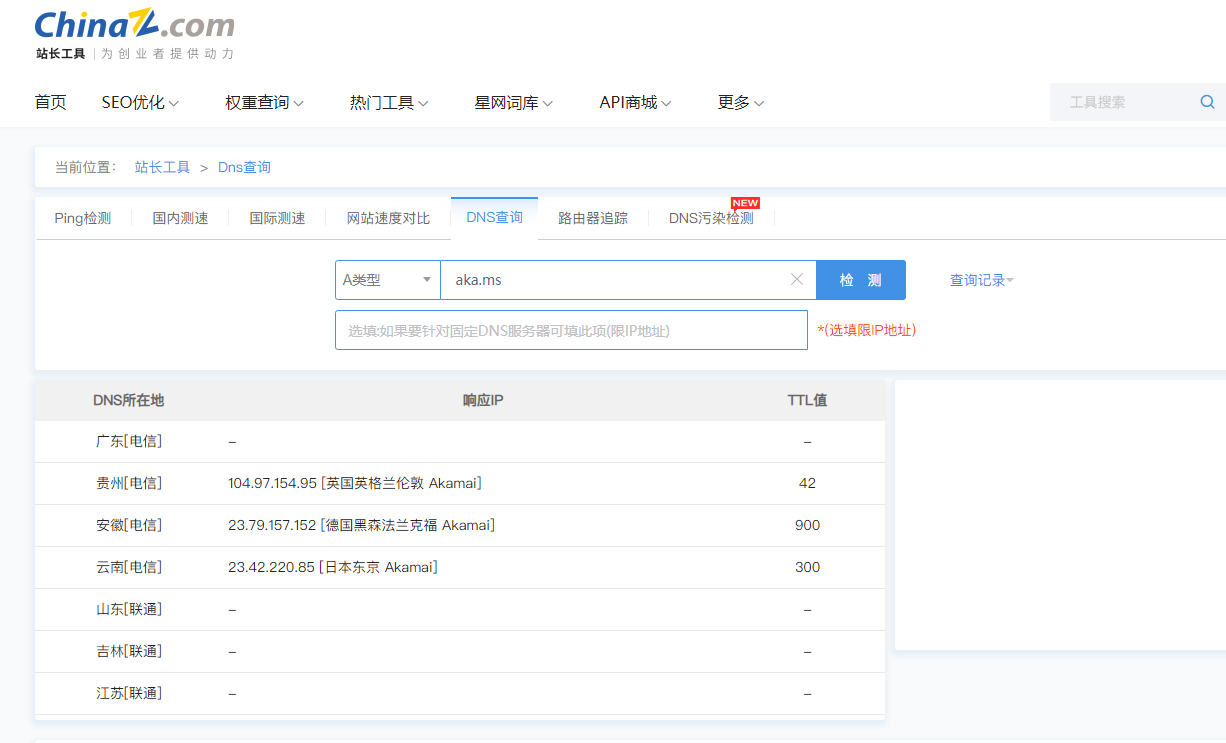 ChinaZ.com
站长工具 | 为创业者提供动力
首页 SEO优化 权重查询 热门工具 星网词库 API商城 更多 工具搜索
当前位置： 站长工具 > Dns查询
NEW
Ping检测 国内测速 国际测速 网站速度对比 DNS查询 路由器追踪 DNS污染检测
A类型 aka.ms 检 测 查询记录
选填:如果要针对固定DNS服务器可填此项(限IP地址) *(选填限IP地址)
DNS所在地 响应IP TTL值
广东[电信] – –
贵州[电信] 104.97.154.95 [英国英格兰伦敦 Akamai] 42
安徽[电信] 23.79.157.152 [德国黑森法兰克福 Akamai] 900
云南[电信] 23.42.220.85 [日本东京 Akamai] 300
山东[联通] – –
吉林[联通] – –
江苏[联通] – –